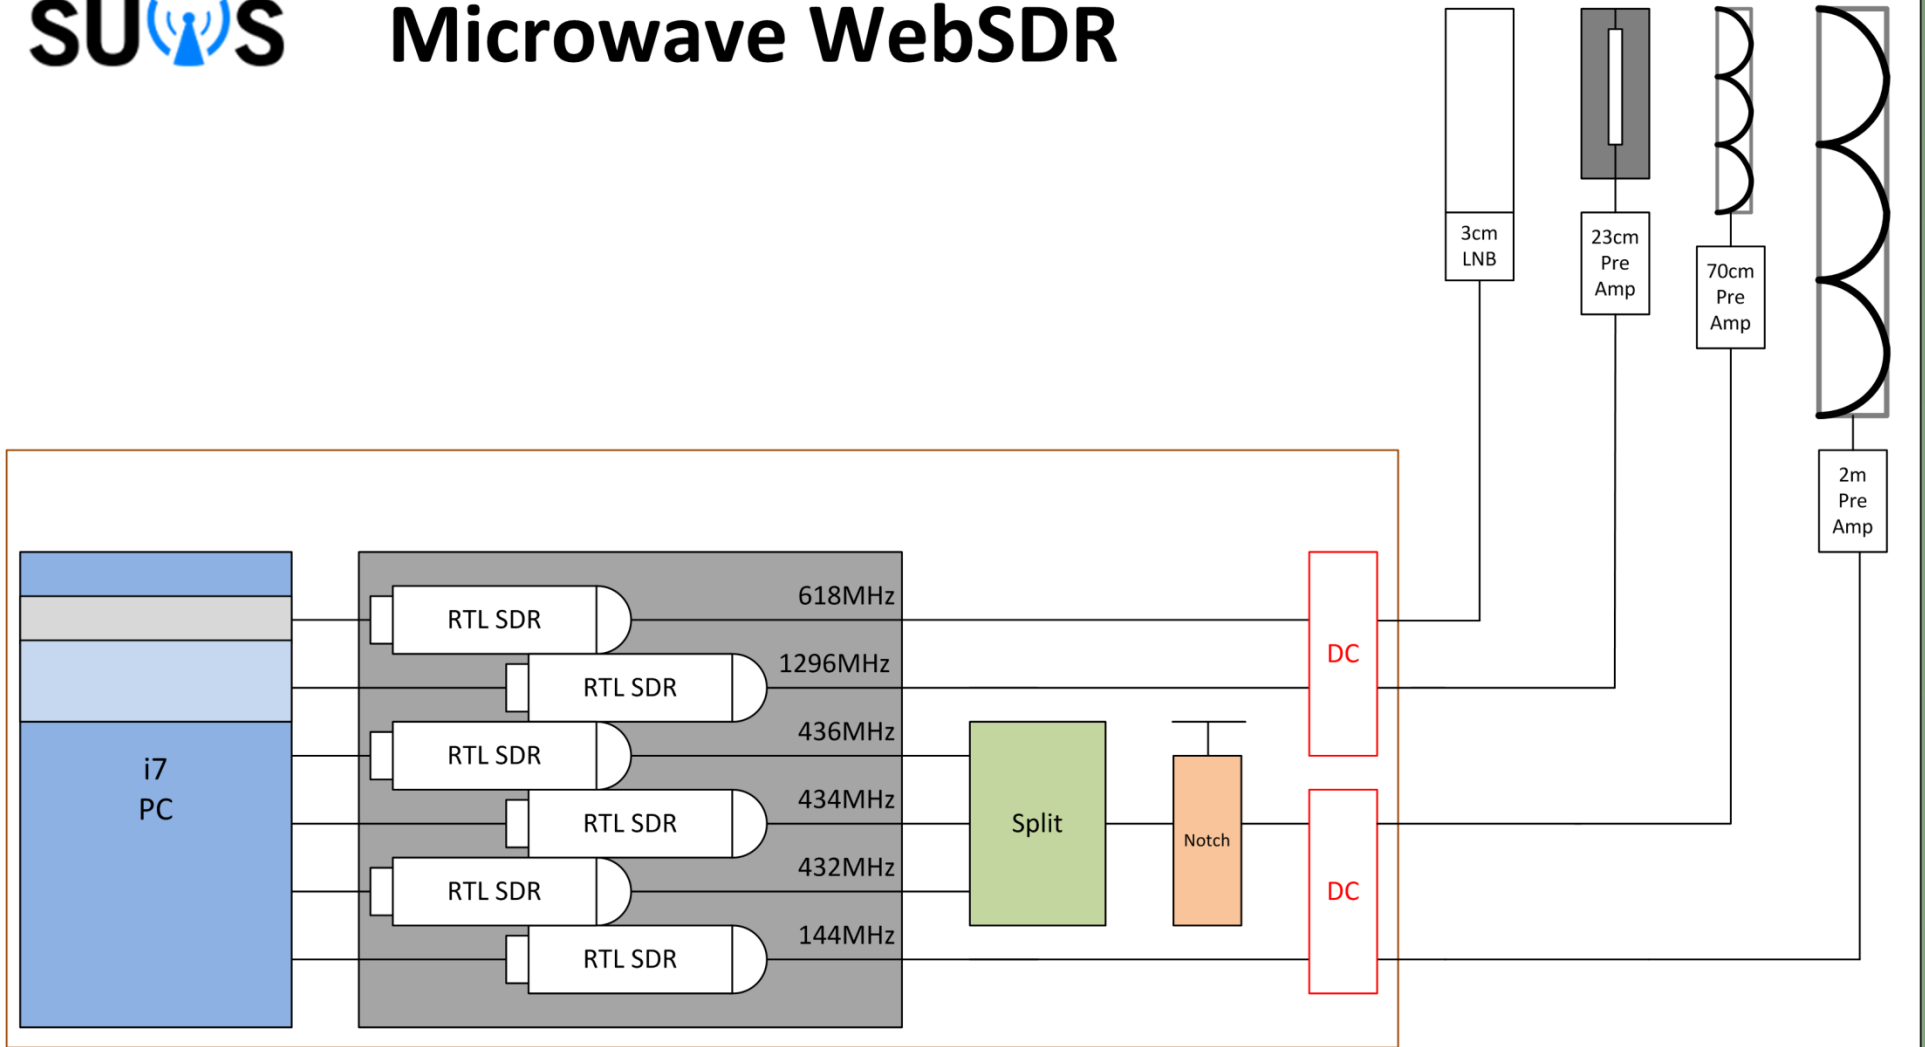 SUWS
Microwave WebSDR
3cm
LNB
23cm
Pre
Amp
70cm
Pre
Amp
2m
Pre
Amp
RTL SDR
618MHz
RTL SDR
1296MHz
DC
RTL SDR
436MHz
i7
PC
RTL SDR
434MHz
Split
Notch
RTL SDR
432MHz
DC
RTL SDR
144MHz